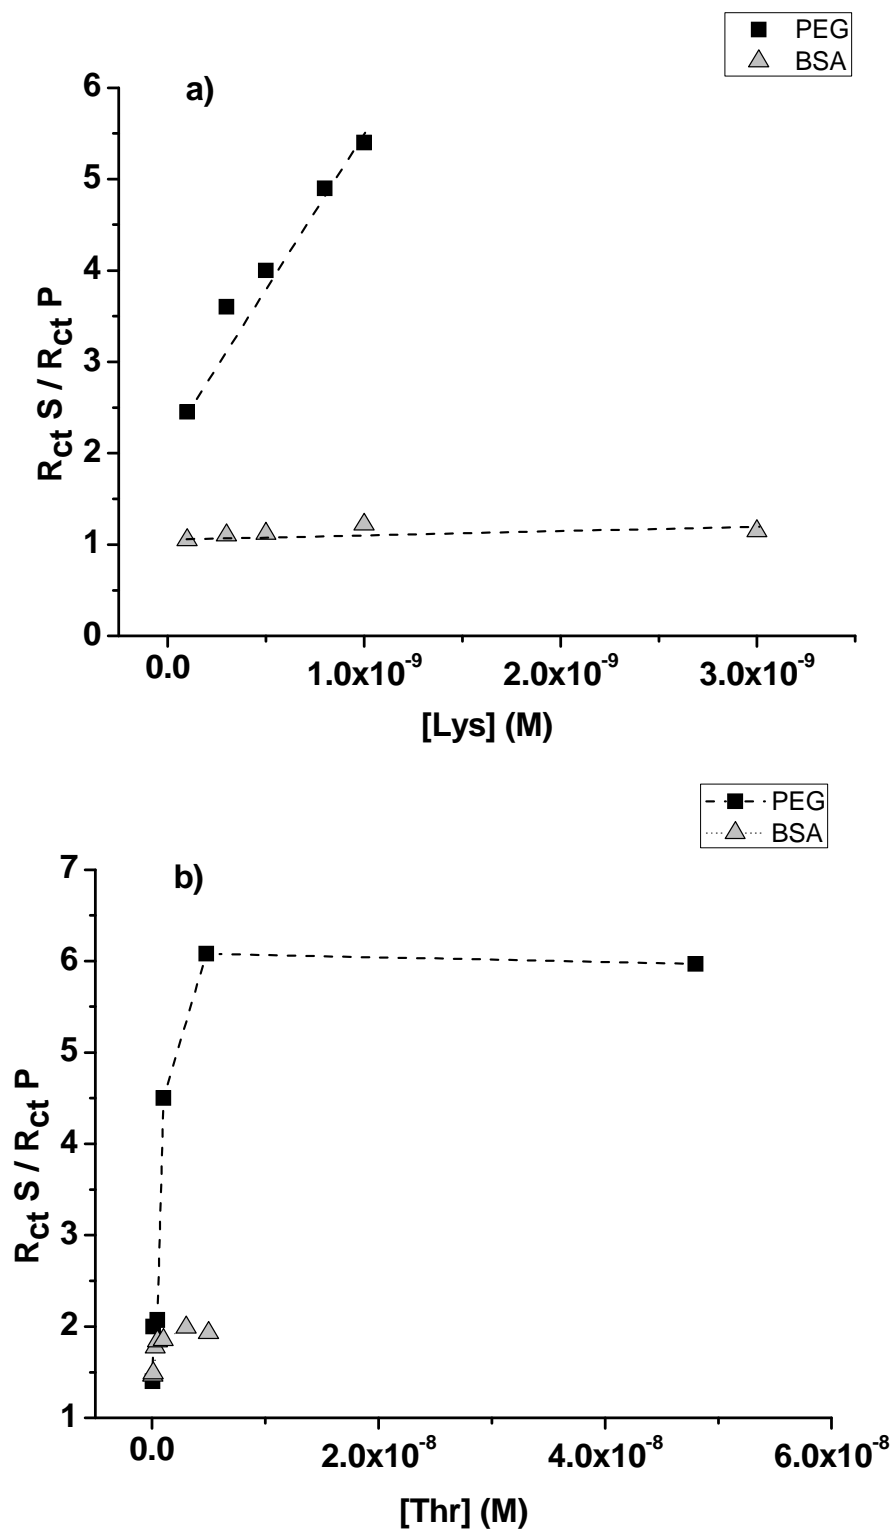 PEG
BSA
a)
6
5
4
3
2
1
0
R_ct S / R_ct P
0.0 1.0x10^-9 2.0x10^-9 3.0x10^-9
[Lys] (M)
PEG
BSA
b)
7
6
5
4
3
2
1
R_ct S / R_ct P
0.0 2.0x10^-8 4.0x10^-8 6.0x10^-8
[Thr] (M)